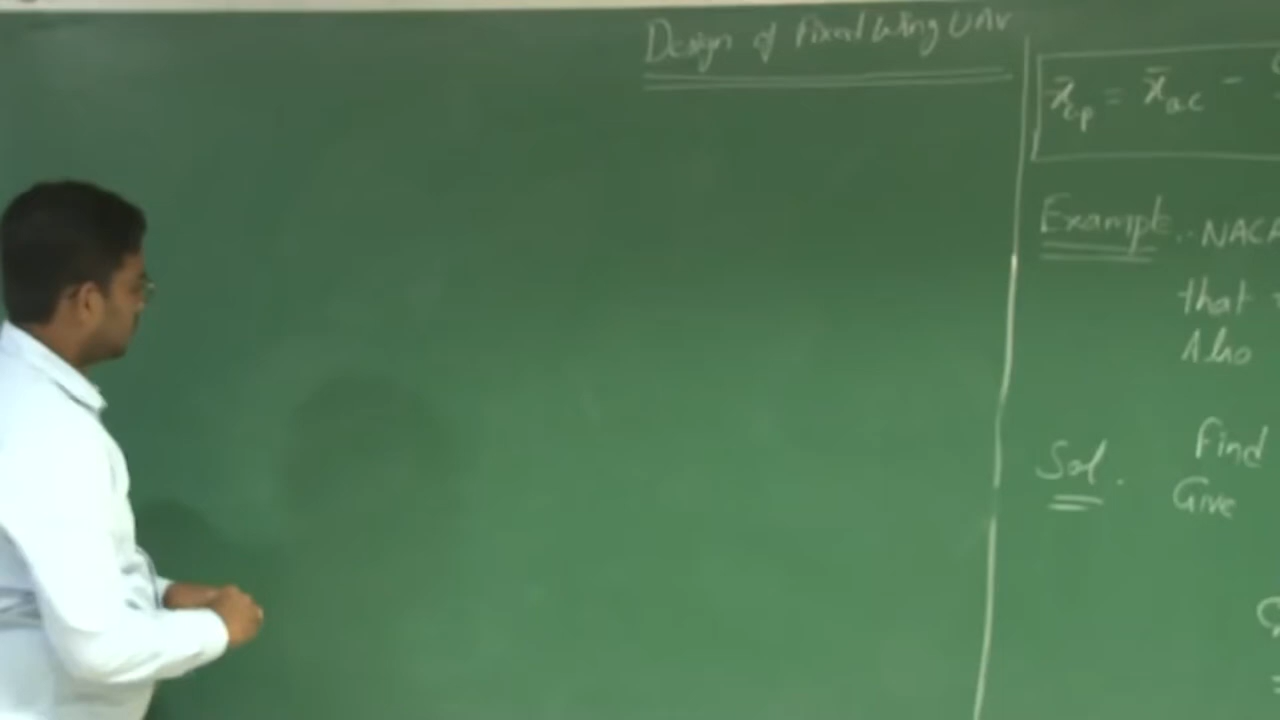 Design of Fixed Wing UAV
x̄cp = x̄ac -
Example.. NACA
that
Also
Sol. Find
Give